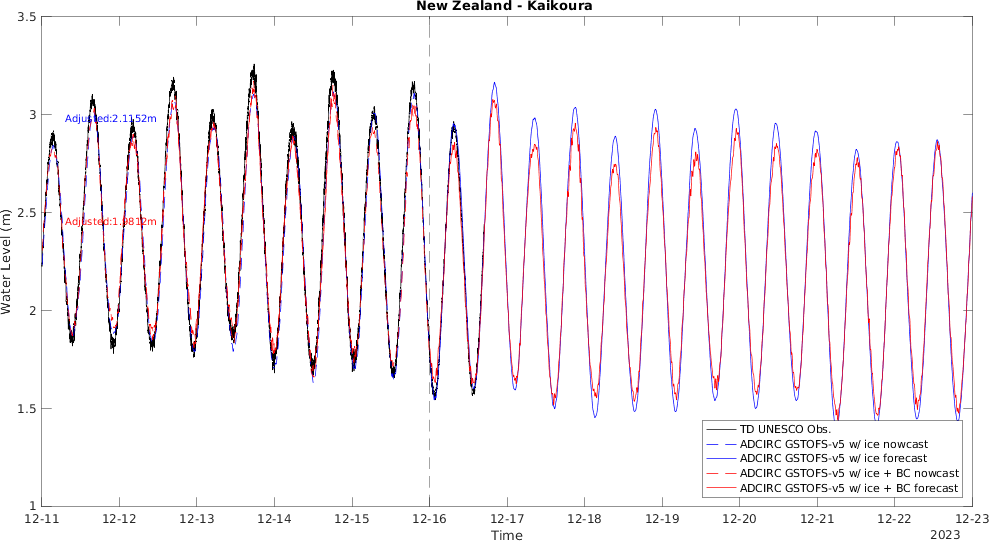 New Zealand - Kaikoura
3.5
3
2.5
2
1.5
1
Water Level (m)
Adjusted:2.1152m
Adjusted:1.9812m
TD UNESCO Obs.
ADCIRC GSTOFS-v5 w/ ice nowcast
ADCIRC GSTOFS-v5 w/ ice forecast
ADCIRC GSTOFS-v5 w/ ice + BC nowcast
ADCIRC GSTOFS-v5 w/ ice + BC forecast
12-11 12-12 12-13 12-14 12-15 12-16 12-17 12-18 12-19 12-20 12-21 12-22 12-23
Time
2023